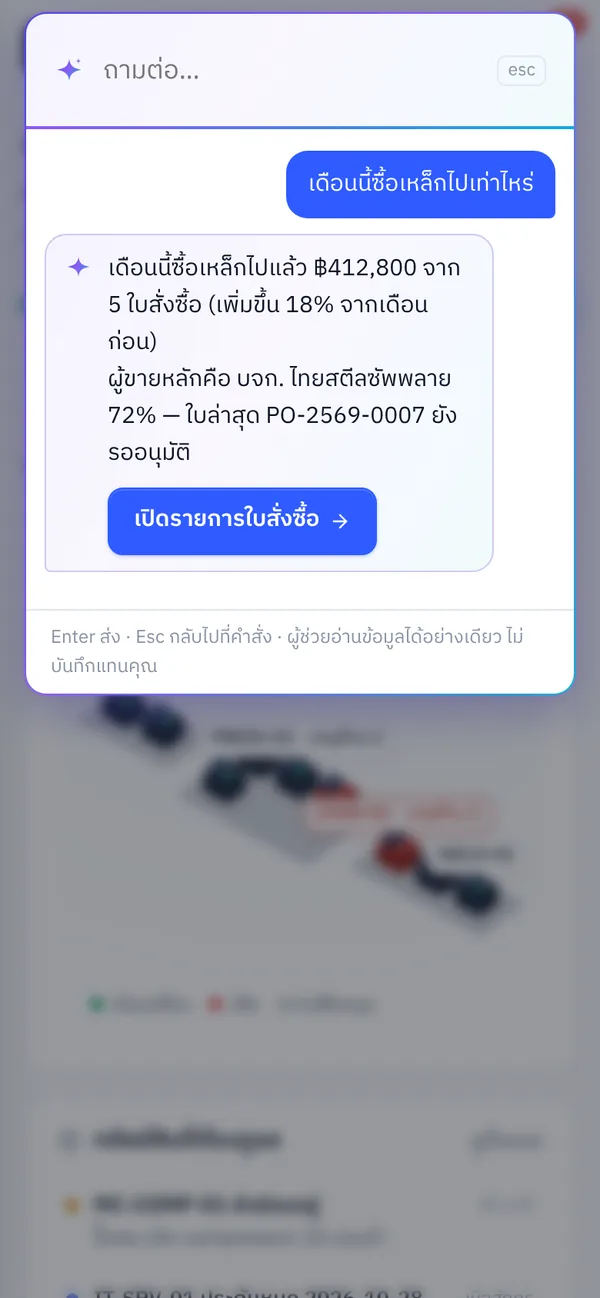 ถามต่อ...
esc
เดือนนี้ซื้อเหล็กไปเท่าไหร่
เดือนนี้ซื้อเหล็กไปแล้ว ฿412,800 จาก
5 ใบสั่งซื้อ (เพิ่มขึ้น 18% จากเดือน
ก่อน)
ผู้ขายหลักคือ บจก. ไทยสตีลซัพพลาย
72% — ใบล่าสุด PO-2569-0007 ยัง
รออนุมัติ
เปิดรายการใบสั่งซื้อ →
Enter ส่ง · Esc กลับไปที่คำสั่ง · ผู้ช่วยอ่านข้อมูลได้อย่างเดียว ไม่
บันทึกแทนคุณ